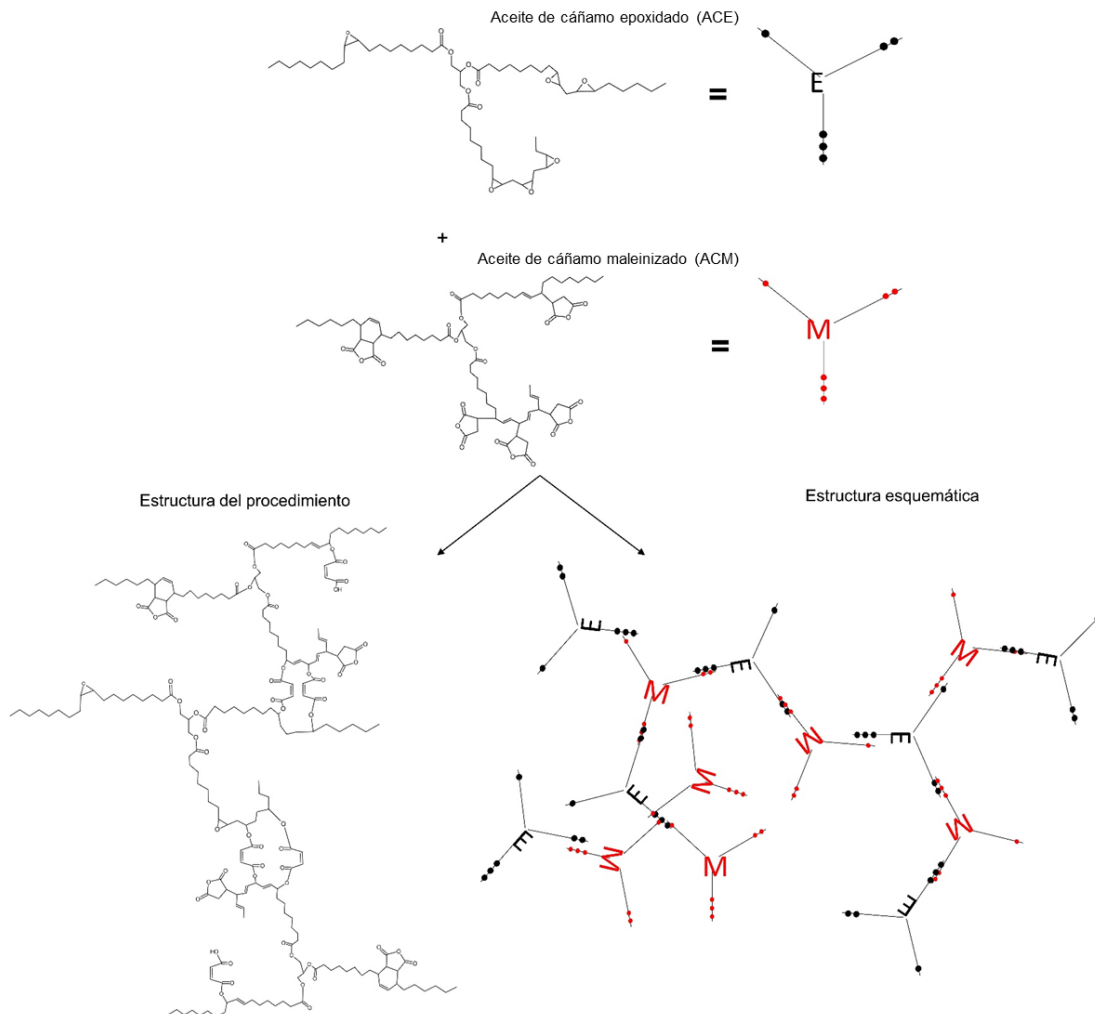 Aceite de cáñamo epoxidado (ACE)
=
E
+
Aceite de cáñamo maleinizado (ACM)
=
M
Estructura del procedimiento
Estructura esquemática
E
M
E
M
E
M
E
M
E
M
E
M
M
E